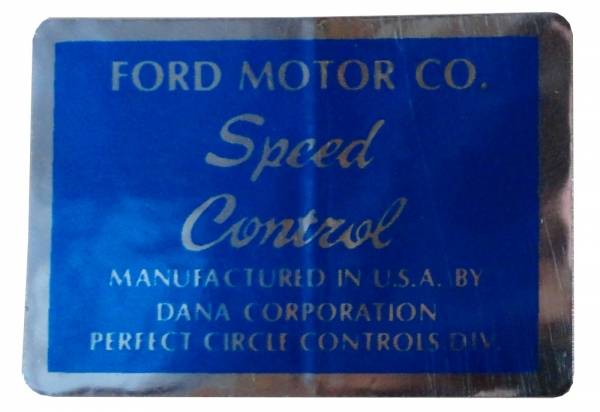 FORD MOTOR CO.
Speed
Control
MANUFACTURED IN U.S.A. BY
DANA CORPORATION
PERFECT CIRCLE CONTROLS DIV.